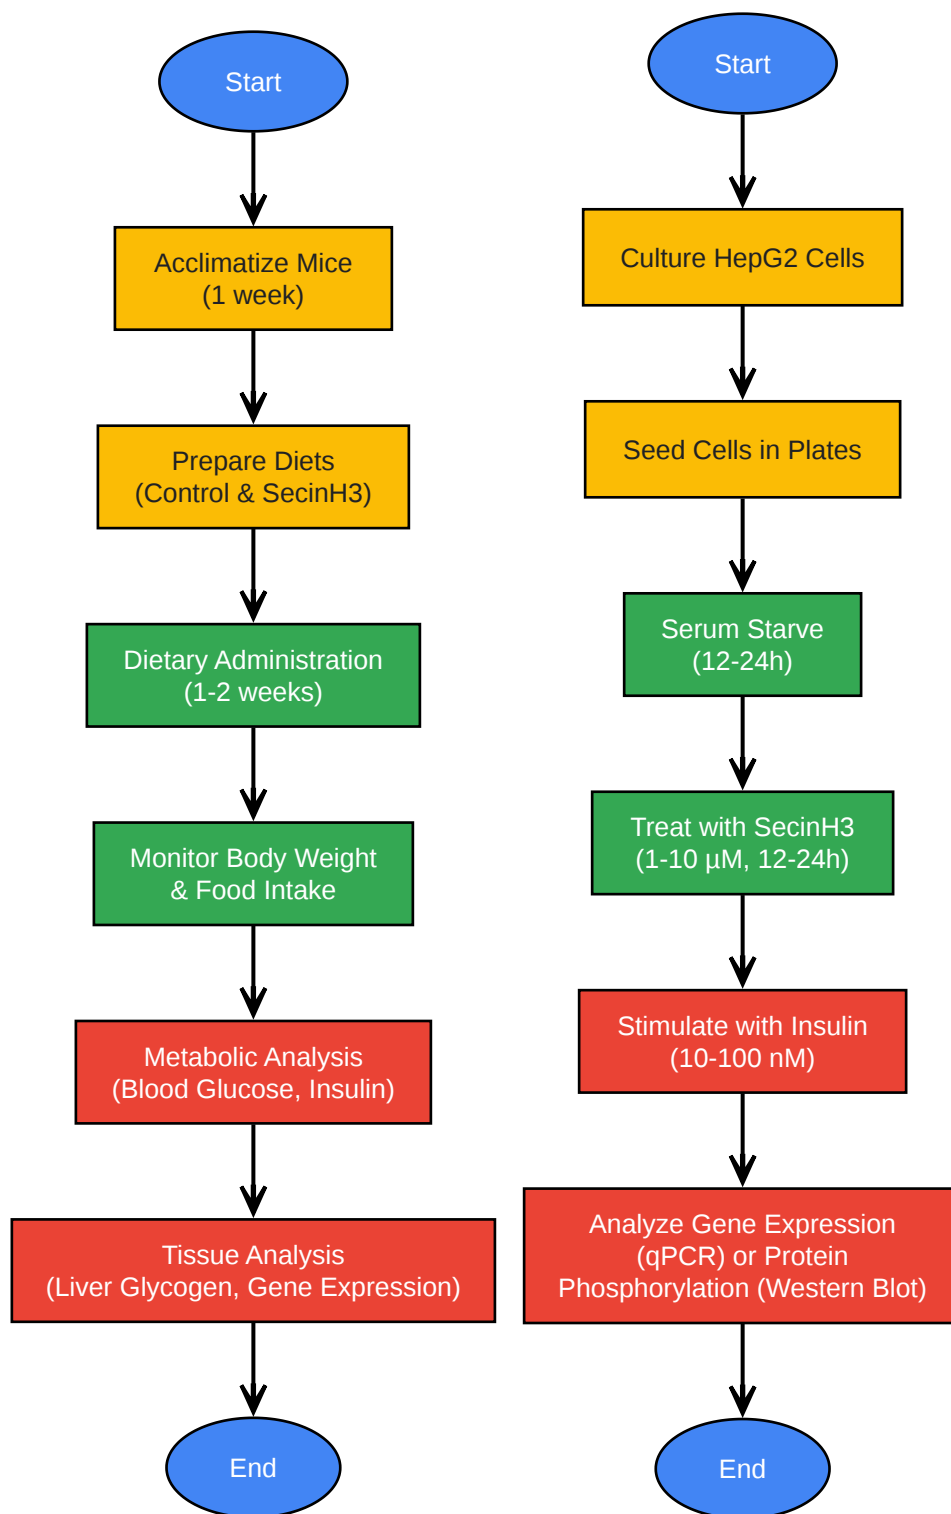 Start
Acclimatize Mice
(1 week)
Prepare Diets
(Control & SecinH3)
Dietary Administration
(1-2 weeks)
Monitor Body Weight
& Food Intake
Metabolic Analysis
(Blood Glucose, Insulin)
Tissue Analysis
(Liver Glycogen, Gene Expression)
End
Start
Culture HepG2 Cells
Seed Cells in Plates
Serum Starve
(12-24h)
Treat with SecinH3
(1-10 µM, 12-24h)
Stimulate with Insulin
(10-100 nM)
Analyze Gene Expression
(qPCR) or Protein
Phosphorylation (Western Blot)
End